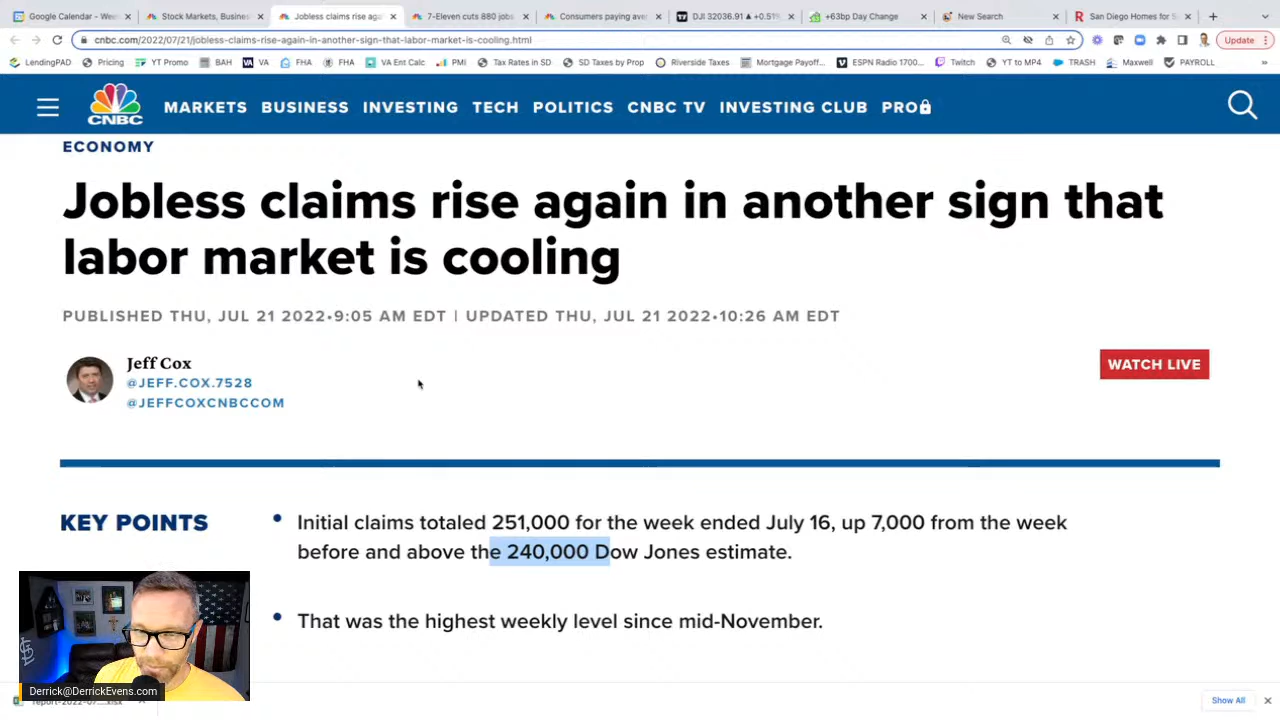 Google Calendar - Wee
Stock Markets, Busines
Jobless claims rise aga
7-Eleven cuts 880 jobs
Consumers paying ave
DJI 32036.91 ▲ +0.51%
+63bp Day Change
New Search
San Diego Homes for S
cnbc.com/2022/07/21/jobless-claims-rise-again-in-another-sign-that-labor-market-is-cooling.html
Update
LendingPAD
Pricing
YT Promo
BAH
VA
FHA
FHA
VA Ent Calc
PMI
Tax Rates in SD
SD Taxes by Prop
Riverside Taxes
Mortgage Payoff...
ESPN Radio 1700...
Twitch
YT to MP4
TRASH
Maxwell
PAYROLL
CNBC
MARKETS BUSINESS INVESTING TECH POLITICS CNBC TV INVESTING CLUB PRO
ECONOMY
Jobless claims rise again in another sign that
labor market is cooling
PUBLISHED THU, JUL 21 2022•9:05 AM EDT | UPDATED THU, JUL 21 2022•10:26 AM EDT
Jeff Cox
@JEFF.COX.7528
@JEFFCOXCNBCCOM
WATCH LIVE
KEY POINTS
• Initial claims totaled 251,000 for the week ended July 16, up 7,000 from the week
before and above the 240,000 Dow Jones estimate.
• That was the highest weekly level since mid-November.
Derrick@DerrickEvens.com
Show All